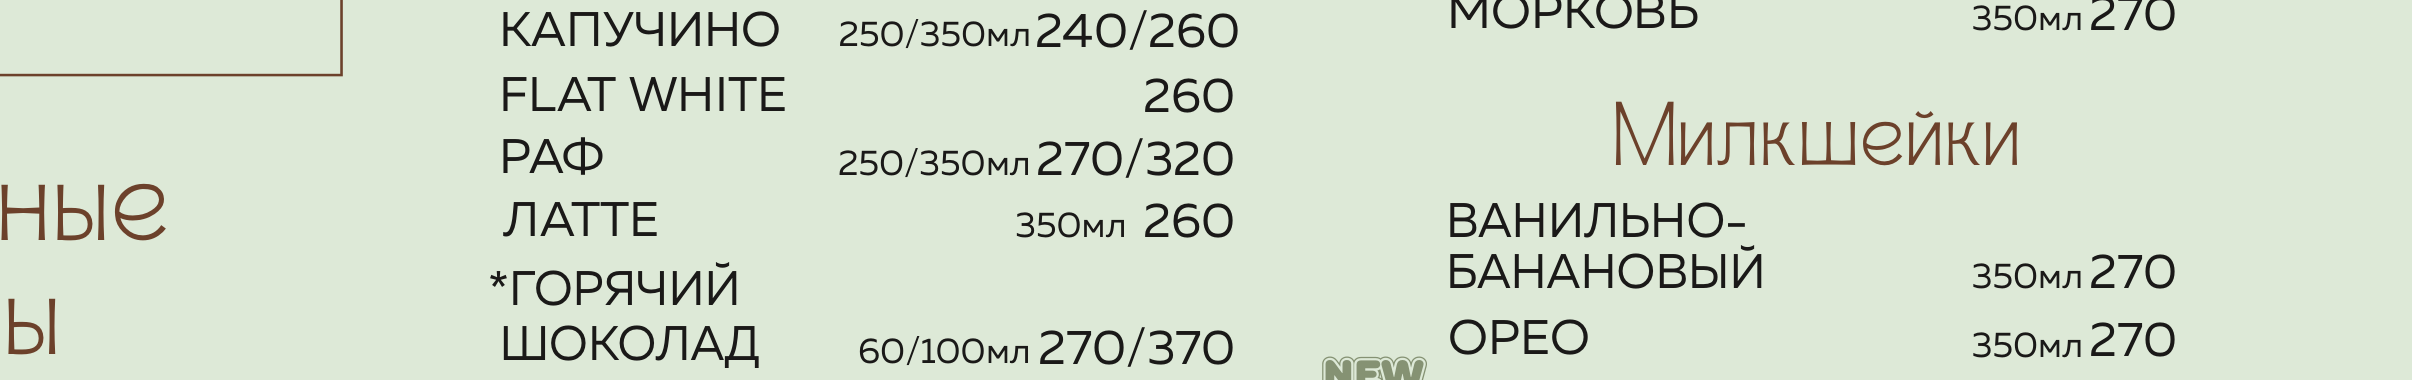 ные
ы
КАПУЧИНО 250/350мл 240/260
FLAT WHITE 260
РАФ 250/350мл 270/320
ЛАТТЕ 350мл 260
*ГОРЯЧИЙ
ШОКОЛАД 60/100мл 270/370
МОРКОВЬ 350мл 270
Милкшейки
ВАНИЛЬНО-
БАНАНОВЫЙ 350мл 270
ОРЕО 350мл 270
NEW